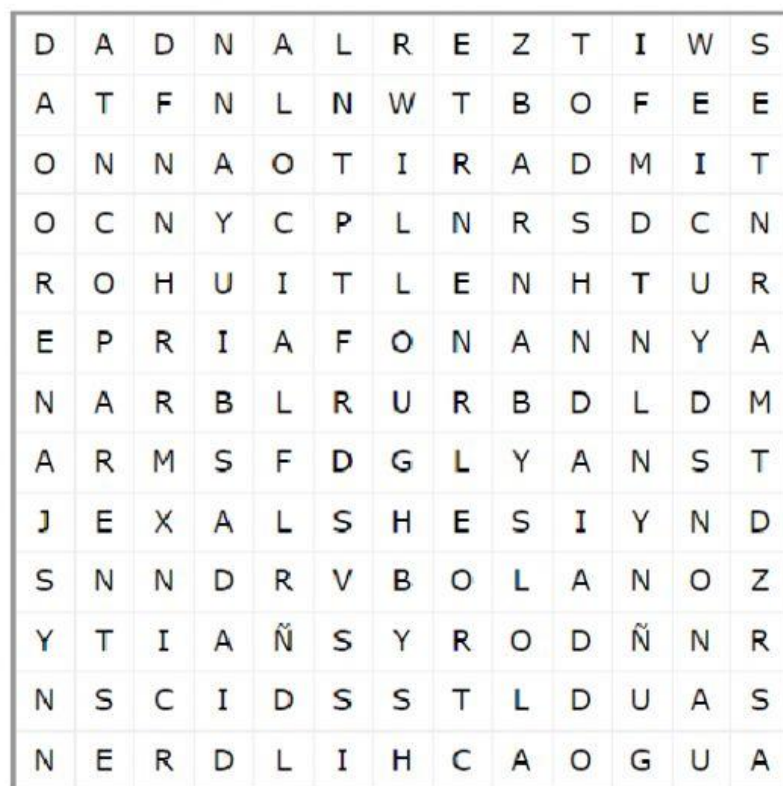 D A D N A L R E Z T I W S
A T F N L N W T B O F E E
O N N A O T I R A D M I T
O C N Y C P L N R S D C N
R O H U I T L E N H T U R
E P R I A F O N A N N Y A
N A R B L R U R B D L D M
A R M S F D G L Y A N S T
J E X A L S H E S I Y N D
S N N D R V B O L A N O Z
Y T I A Ñ S Y R O D Ñ N R
N S C I D S S T L D U A S
N E R D L I H C A O G U A